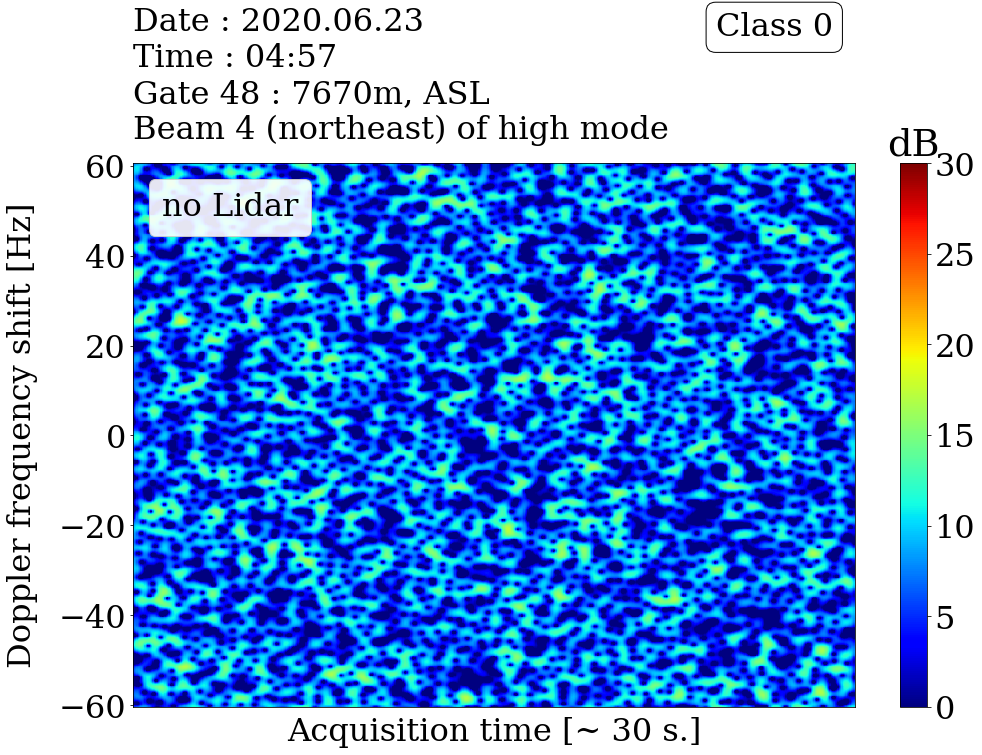 Date : 2020.06.23
Time : 04:57
Gate 48 : 7670m, ASL
Beam 4 (northeast) of high mode
Class 0
dB
no Lidar
Doppler frequency shift [Hz]
60
40
20
0
−20
−40
−60
Acquisition time [~ 30 s.]
30
25
20
15
10
5
0